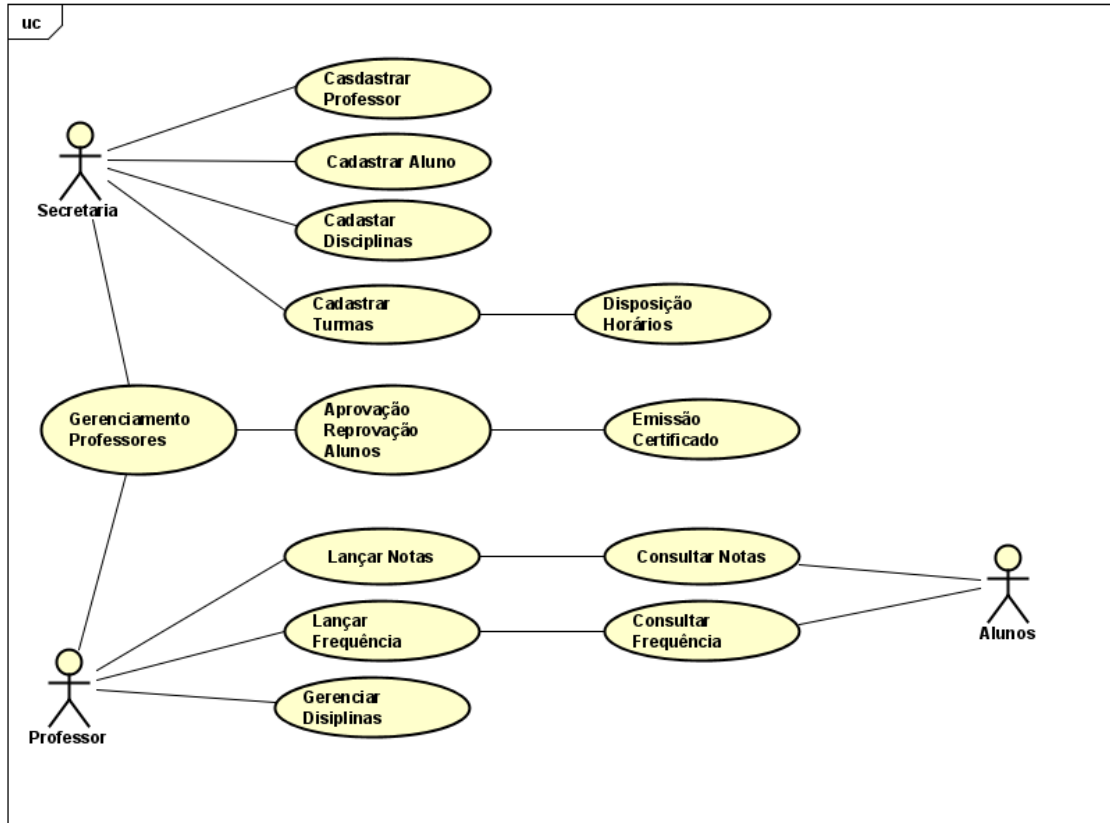 uc
Casdastrar
Professor
Cadastrar Aluno
Secretaria
Cadastar
Disciplinas
Cadastrar
Turmas
Disposição
Horários
Gerenciamento
Professores
Aprovação
Reprovação
Alunos
Emissão
Certificado
Lançar Notas
Consultar Notas
Lançar
Frequência
Consultar
Frequência
Alunos
Gerenciar
Disiplinas
Professor